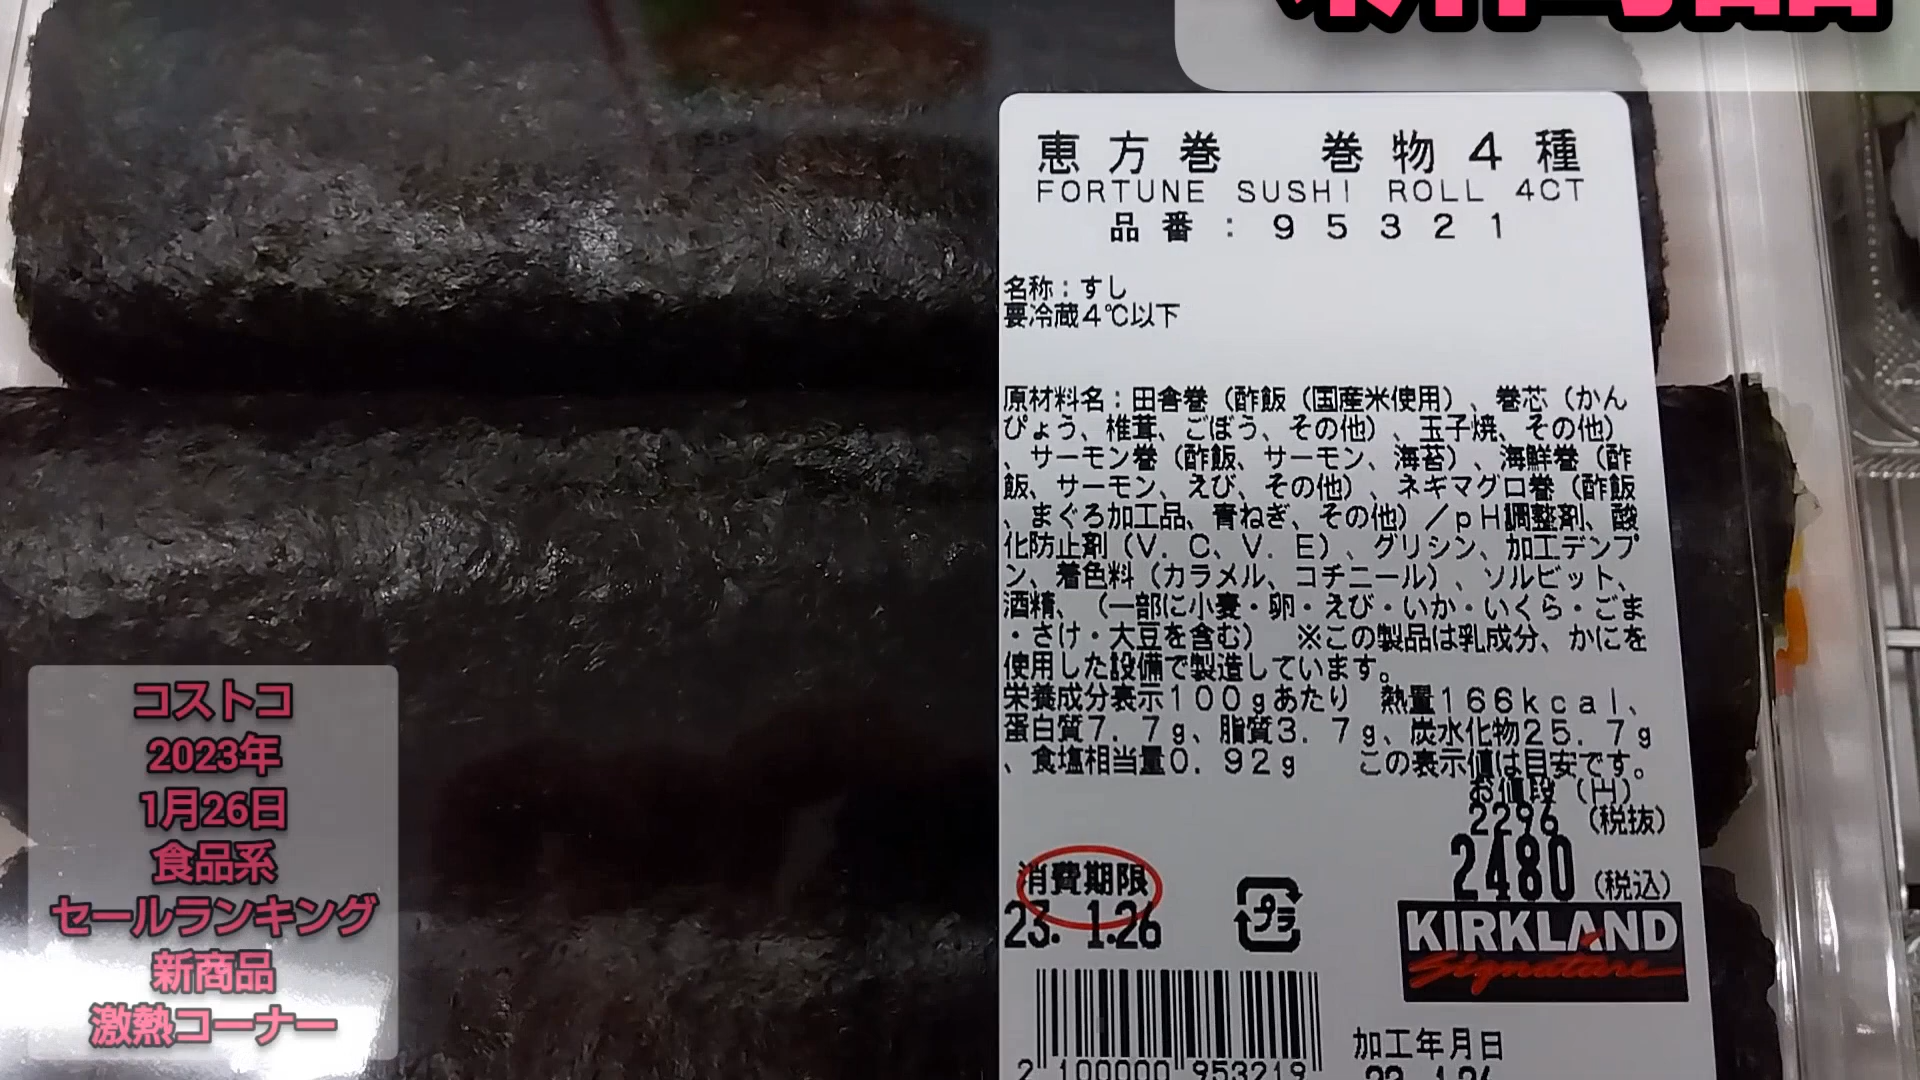 新商品
恵方巻 巻物4種
FORTUNE SUSHI ROLL 4CT
品番:95321
名称:すし
要冷蔵4℃以下
原材料名:田舎巻(酢飯(国産米使用)、巻芯(かん
ぴょう、椎茸、ごぼう、その他)、玉子焼、その他)
、サーモン巻(酢飯、サーモン、海苔)、海鮮巻(酢
飯、サーモン、えび、その他)、ネギマグロ巻(酢飯
、まぐろ加工品、青ねぎ、その他)/pH調整剤、酸
化防止剤(V.C、V.E)、グリシン、加工デンプ
ン、着色料(カラメル、コチニール)、ソルビット、
酒精、(一部に小麦・卵・えび・いか・いくら・ごま
・さけ・大豆を含む) ※この製品は乳成分、かにを
使用した設備で製造しています。
栄養成分表示100gあたり 熱量166kcal、
蛋白質7.7g、脂質3.7g、炭水化物25.7g
、食塩相当量0.92g この表示値は目安です。
お値段(H)
2296(税抜)
2480(税込)
消費期限
23. 1.26
プラ
KIRKLAND
Signature
2 100000 953219
加工年月日
コストコ
2023年
1月26日
食品系
セールランキング
新商品
激熱コーナー